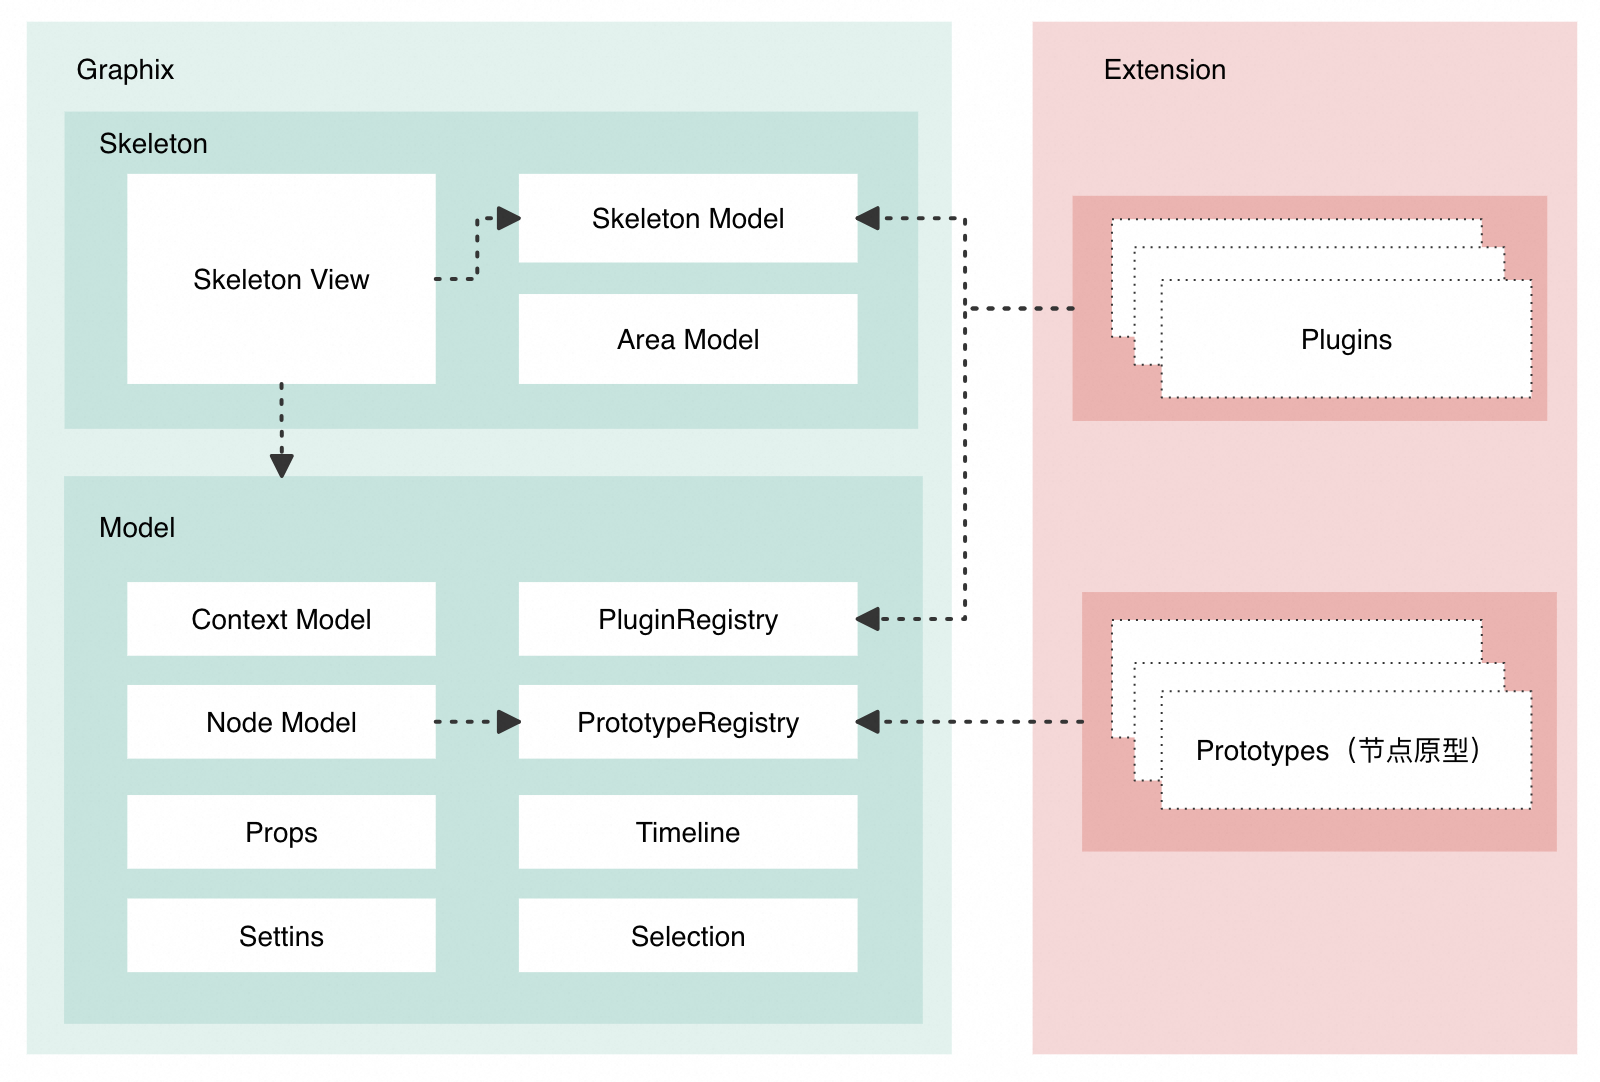 Graphix
Skeleton
Skeleton View
Skeleton Model
Area Model
Model
Context Model
PluginRegistry
Node Model
PrototypeRegistry
Props
Timeline
Settins
Selection
Extension
Plugins
Prototypes（节点原型）